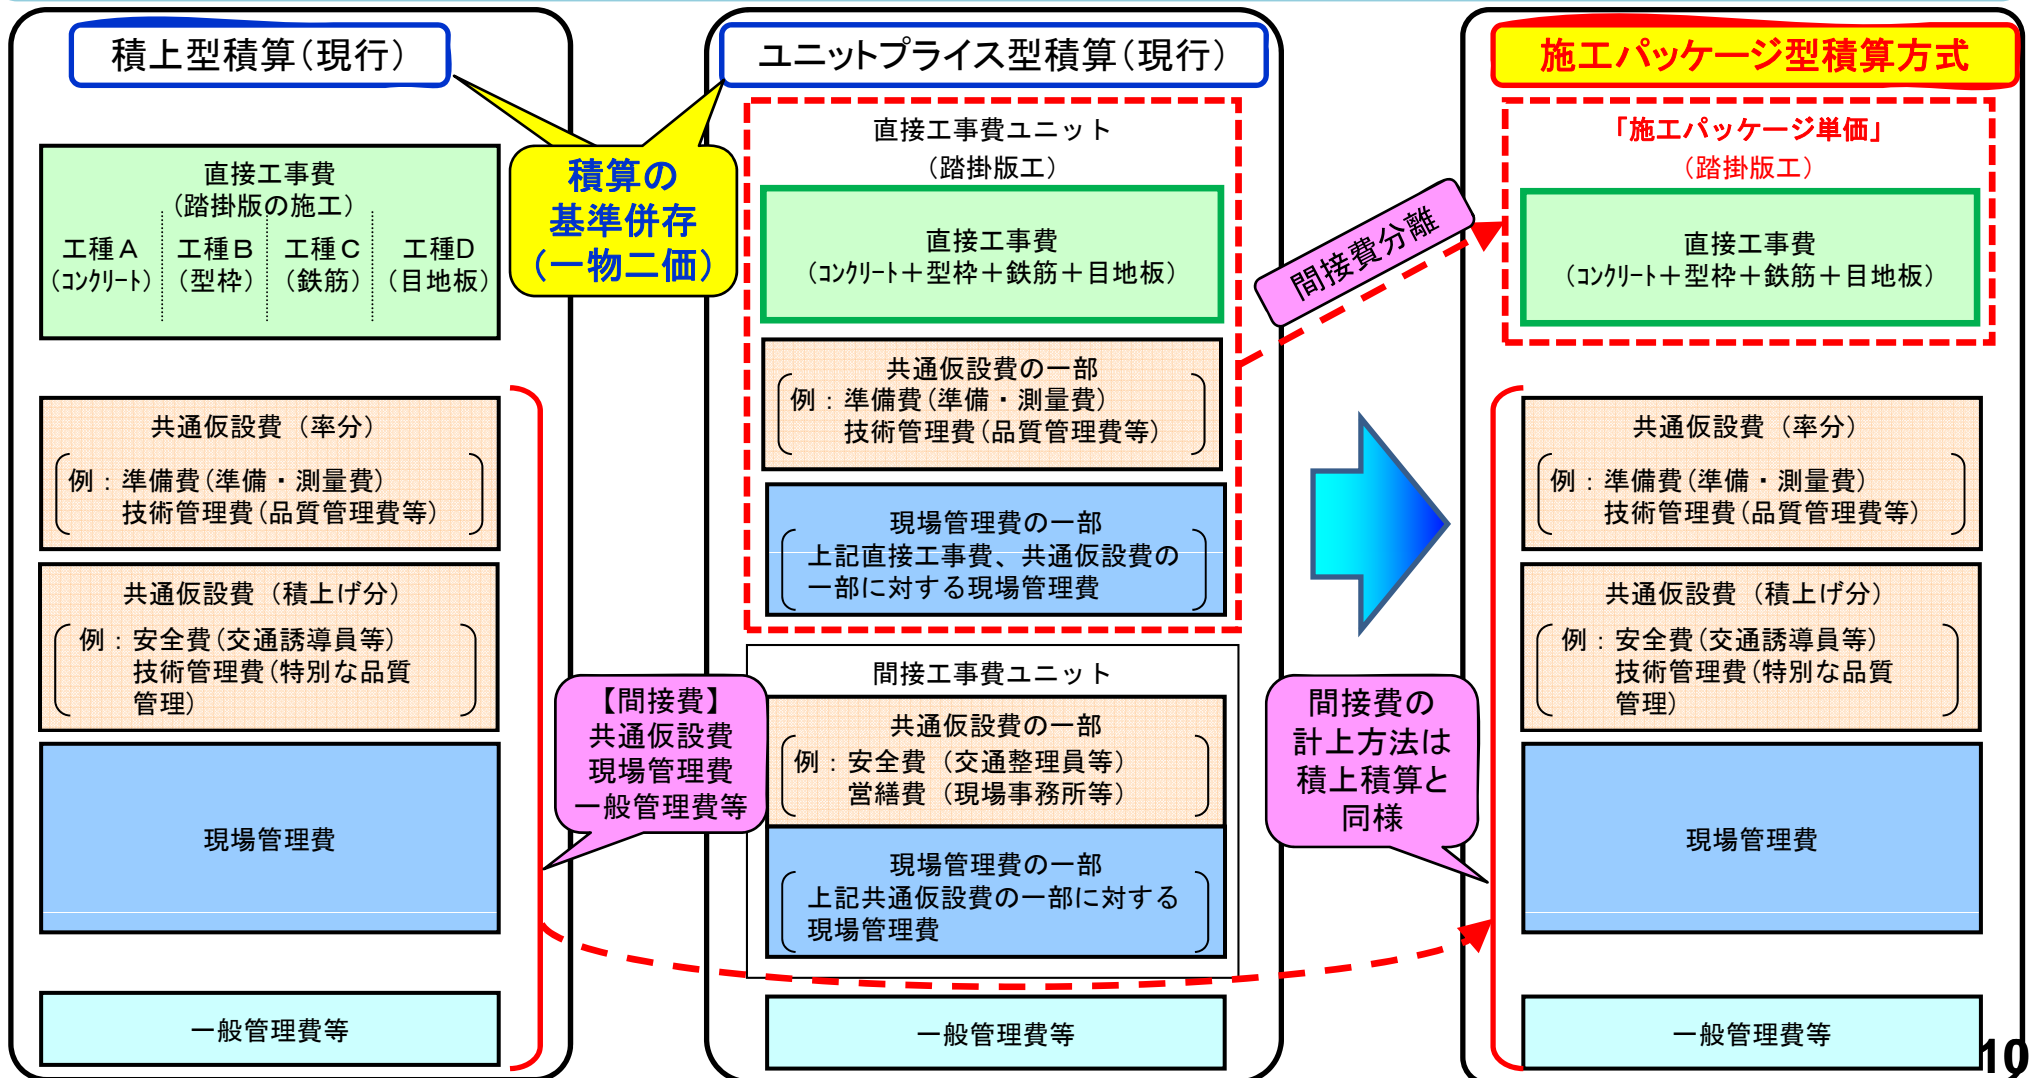 積上型積算（現行）
直接工事費
（踏掛版の施工）
工種Ａ
（ｺﾝｸﾘｰﾄ）
工種Ｂ
（型枠）
工種Ｃ
（鉄筋）
工種D
（目地板）
共通仮設費（率分）
例：準備費（準備・測量費）
技術管理費（品質管理費等）
共通仮設費（積上げ分）
例：安全費（交通誘導員等）
技術管理費（特別な品質
管理）
現場管理費
一般管理費等
積算の
基準併存
（一物二価）
【間接費】
共通仮設費
現場管理費
一般管理費等
ユニットプライス型積算（現行）
直接工事費ユニット
（踏掛版工）
直接工事費
（ｺﾝｸﾘｰﾄ＋型枠＋鉄筋＋目地板）
共通仮設費の一部
例：準備費（準備・測量費）
技術管理費（品質管理費等）
現場管理費の一部
上記直接工事費、共通仮設費の
一部に対する現場管理費
間接工事費ユニット
共通仮設費の一部
例：安全費（交通整理員等）
営繕費（現場事務所等）
現場管理費の一部
上記共通仮設費の一部に対する
現場管理費
一般管理費等
間接費分離
間接費の
計上方法は
積上積算と
同様
施工パッケージ型積算方式
「施工パッケージ単価」
（踏掛版工）
直接工事費
（ｺﾝｸﾘｰﾄ＋型枠＋鉄筋＋目地板）
共通仮設費（率分）
例：準備費（準備・測量費）
技術管理費（品質管理費等）
共通仮設費（積上げ分）
例：安全費（交通誘導員等）
技術管理費（特別な品質
管理）
現場管理費
一般管理費等
10